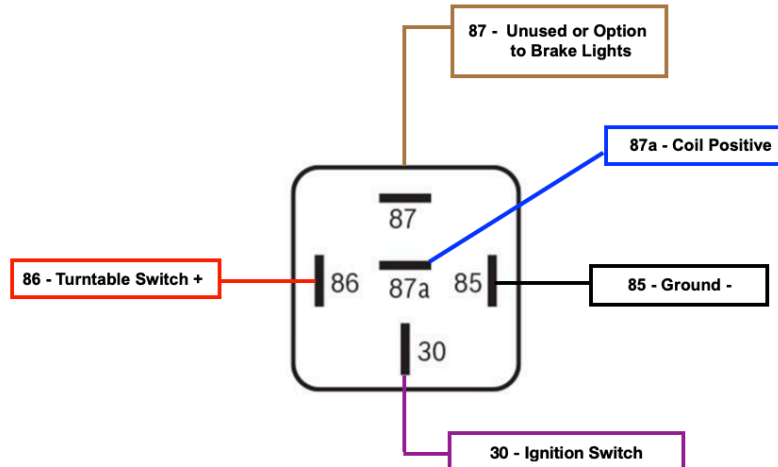 87 - Unused or Option
to Brake Lights
87a - Coil Positive
87
86 - Turntable Switch +
86
87a
85
85 - Ground -
30
30 - Ignition Switch